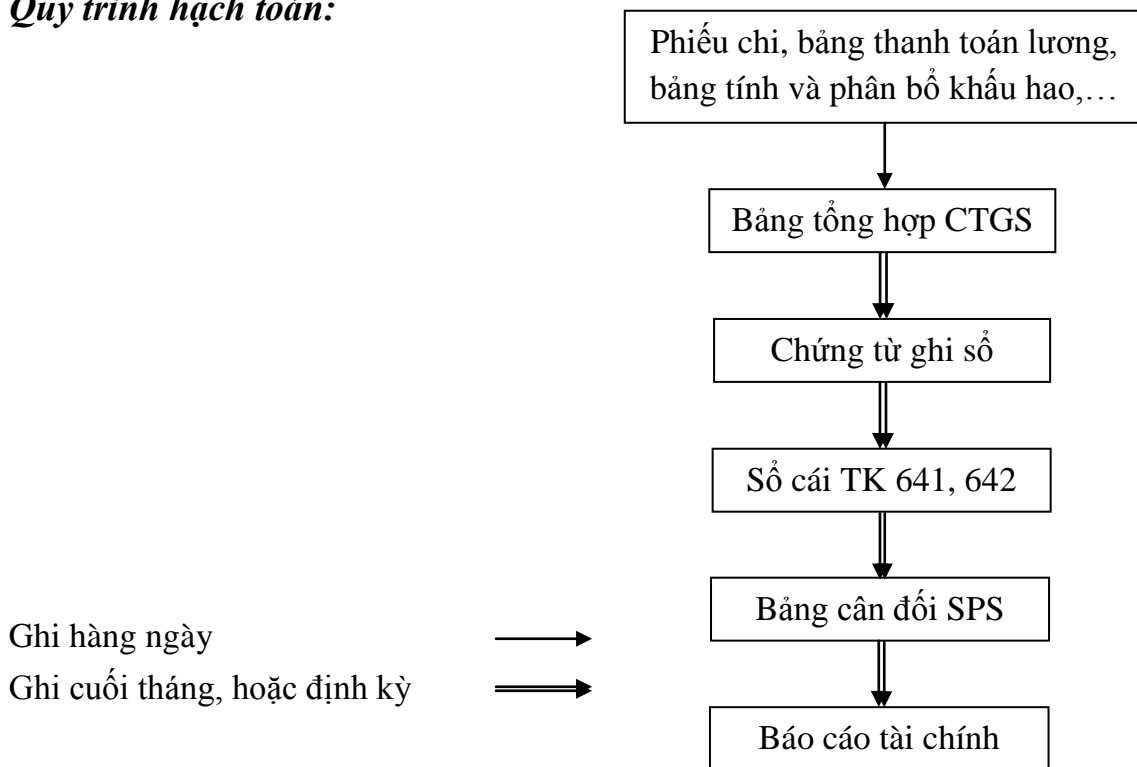 Quy trình hạch toán:
Phiếu chi, bảng thanh toán lương,
bảng tính và phân bổ khấu hao,…
Bảng tổng hợp CTGS
Chứng từ ghi sổ
Sổ cái TK 641, 642
Bảng cân đối SPS
Ghi hàng ngày
Ghi cuối tháng, hoặc định kỳ
Báo cáo tài chính